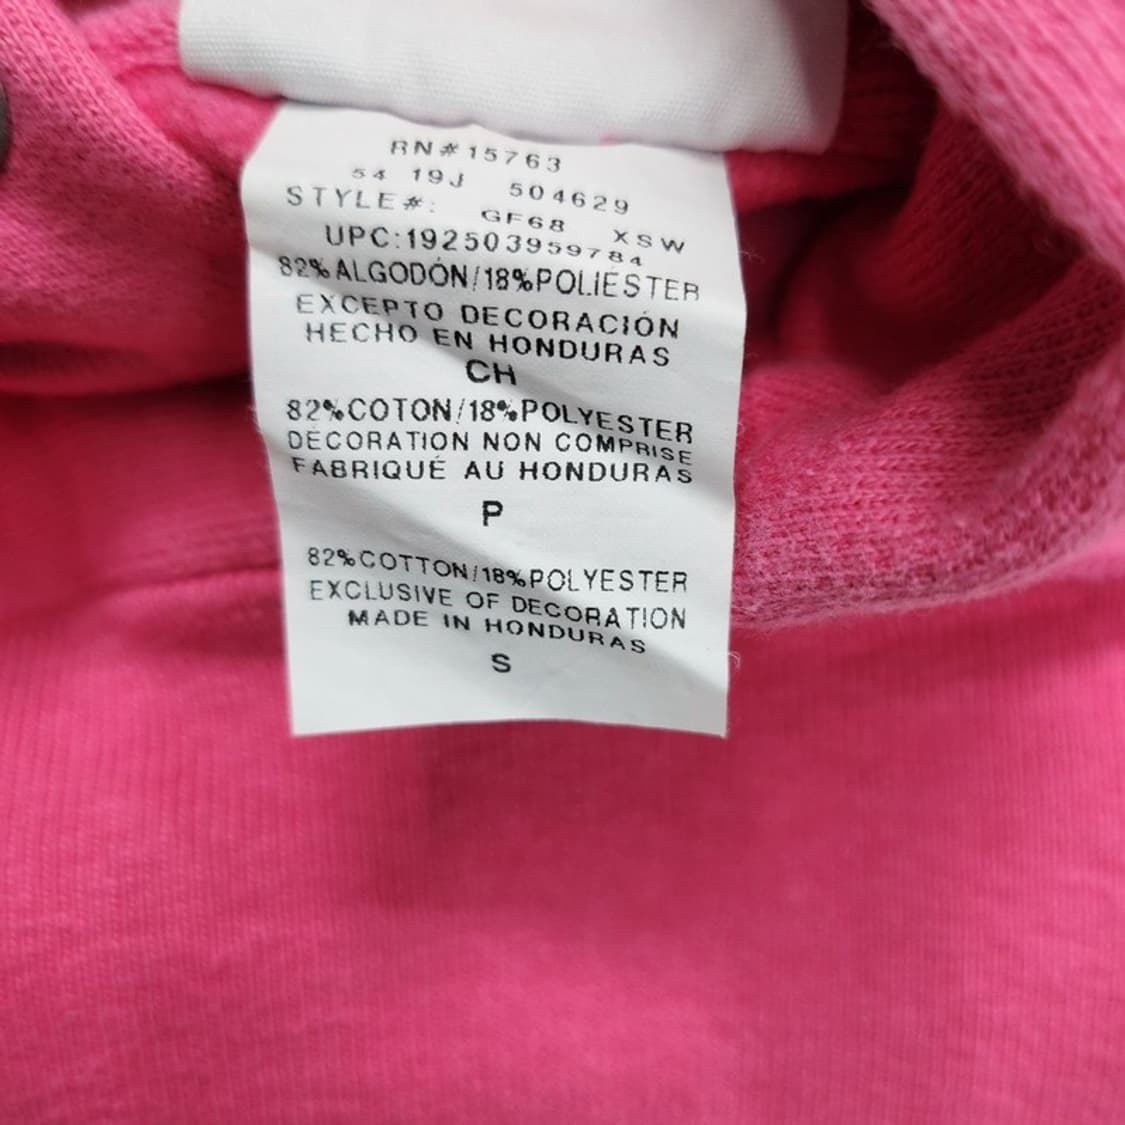 RN#15763
54 19J 504629
STYLE#: GF68 XSW
UPC:192503959784
82%ALGODÓN/18%POLIÉSTER
EXCEPTO DECORACIÓN
HECHO EN HONDURAS
CH
82%COTON/18%POLYESTER
DÉCORATION NON COMPRISE
FABRIQUÉ AU HONDURAS
P
82%COTTON/18%POLYESTER
EXCLUSIVE OF DECORATION
MADE IN HONDURAS
S